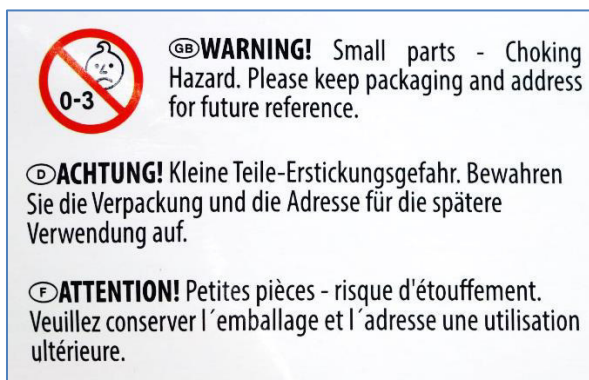 0-3
GB WARNING! Small parts - Choking
Hazard. Please keep packaging and address
for future reference.
D ACHTUNG! Kleine Teile-Erstickungsgefahr. Bewahren
Sie die Verpackung und die Adresse für die spätere
Verwendung auf.
F ATTENTION! Petites pièces - risque d'étouffement.
Veuillez conserver l´emballage et l´adresse une utilisation
ultérieure.